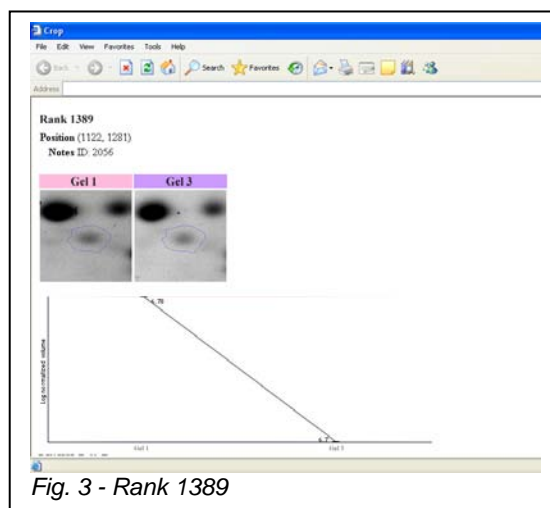 Crop
File Edit View Favorites Tools Help
Back Search Favorites
Address
Rank 1389
Position (1122, 1281)
Notes ID: 2056
Gel 1 Gel 3
Log normalized volume
Gel 1 Gel 3
Fig. 3 - Rank 1389